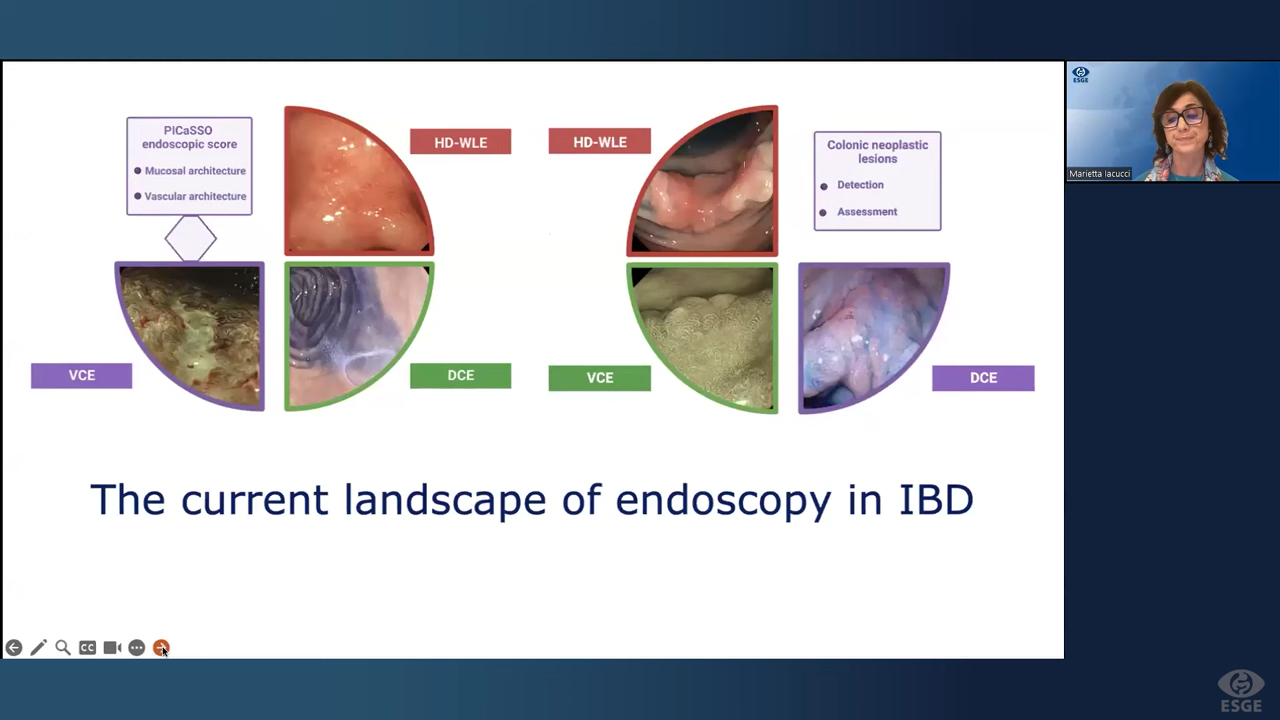 PICaSSO
endoscopic score
Mucosal architecture
Vascular architecture
HD-WLE
VCE
DCE
HD-WLE
Colonic neoplastic
lesions
Detection
Assessment
VCE
DCE
The current landscape of endoscopy in IBD
CC
ESGE
Marietta Iacucci
ESGE